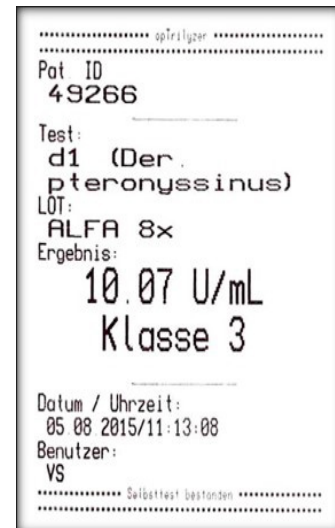 opTrilyzer
Pat. ID
49266
Test:
d1 (Der.
pteronyssinus)
LOT:
ALFA 8x
Ergebnis:
10.07 U/mL
Klasse 3
Datum / Uhrzeit:
05.08.2015/11:13:08
Benutzer:
VS
Selbsttest bestanden